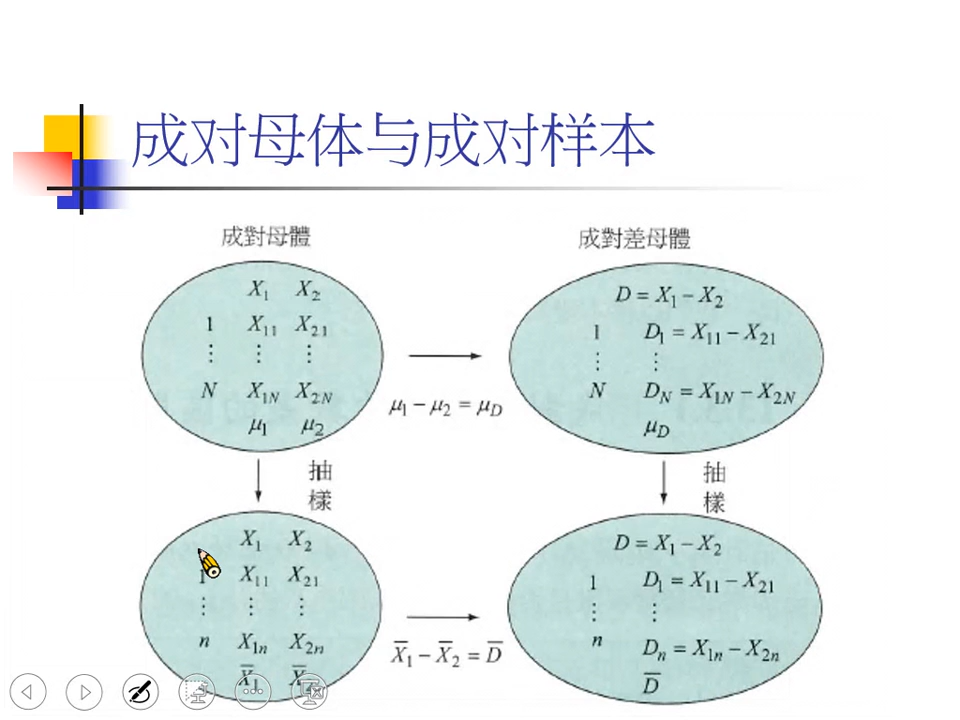 成对母体与成对样本
成對母體
X₁ X₂
1 X₁₁ X₂₁
⋮ ⋮ ⋮
N X₁N X₂N
μ₁ μ₂
μ₁ − μ₂ = μD
成對差母體
D = X₁ − X₂
1 D₁ = X₁₁ − X₂₁
⋮ ⋮
N DN = X₁N − X₂N
μD
抽
樣
抽
樣
X₁ X₂
1 X₁₁ X₂₁
⋮ ⋮ ⋮
n X₁n X₂n
X̄₁
X̄₁ − X̄₂ = D̄
D = X₁ − X₂
1 D₁ = X₁₁ − X₂₁
⋮ ⋮
n Dn = X₁n − X₂n
D̄